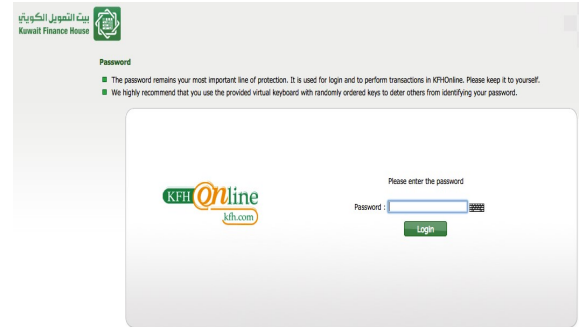 بيت التمويل الكويتي
Kuwait Finance House
Password
The password remains your most important line of protection. It is used for login and to perform transactions in KFHOnline. Please keep it to yourself.
We highly recommend that you use the provided virtual keyboard with randomly ordered keys to deter others from identifying your password.
Please enter the password
KFH Online
kfh.com
Password :
Login